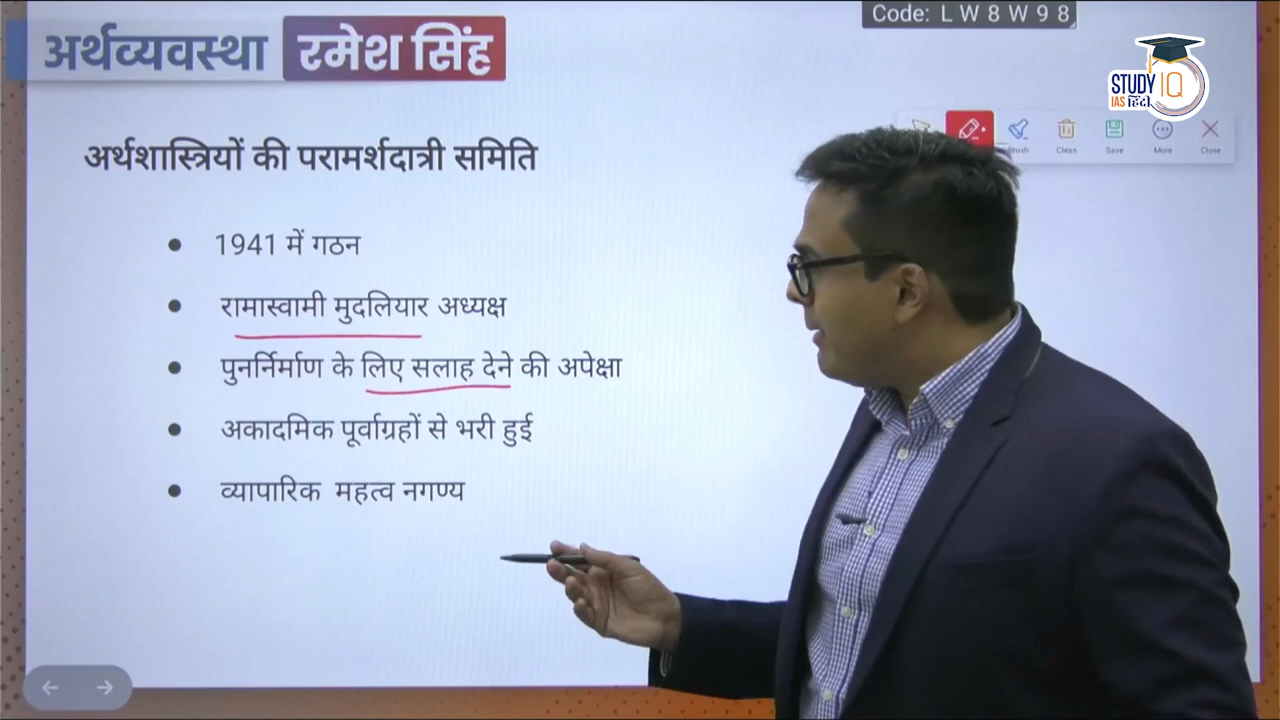 Code: L W 8 W 9 8
अर्थव्यवस्था रमेश सिंह
STUDY IQ
IAS हिंदी
Brush Clean Save More Close
अर्थशास्त्रियों की परामर्शदात्री समिति
1941 में गठन
रामास्वामी मुदलियार अध्यक्ष
पुनर्निर्माण के लिए सलाह देने की अपेक्षा
अकादमिक पूर्वाग्रहों से भरी हुई
व्यापारिक महत्व नगण्य